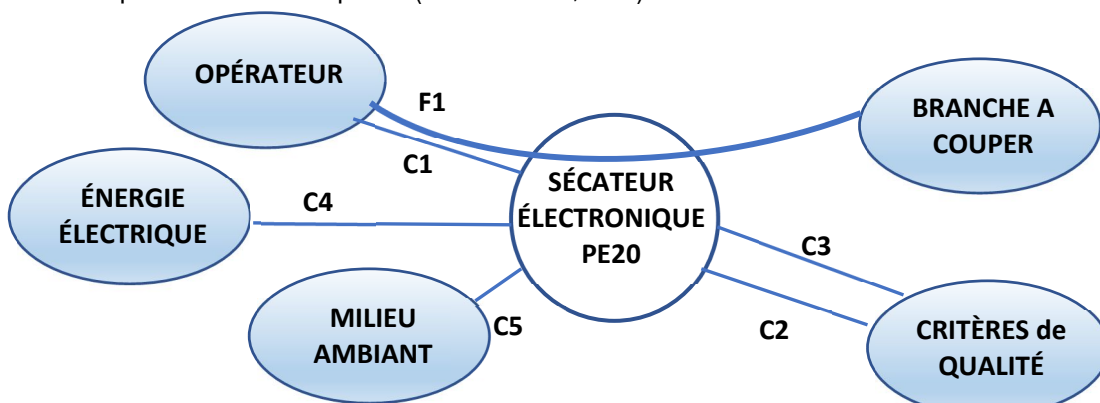 OPÉRATEUR
F1
BRANCHE A
COUPER
C1
SÉCATEUR
ÉLECTRONIQUE
PE20
ÉNERGIE
ÉLECTRIQUE
C4
C3
MILIEU
AMBIANT
C5
C2
CRITÈRES de
QUALITÉ